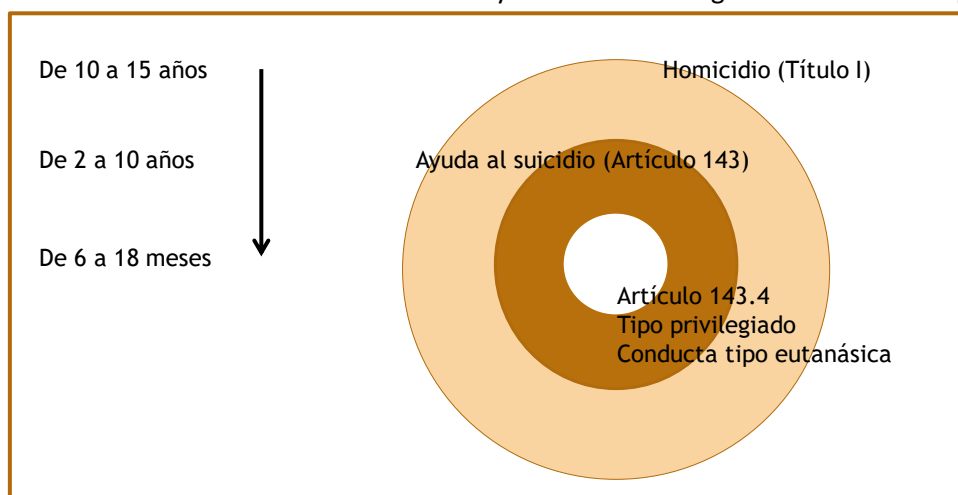 De 10 a 15 años
Homicidio (Título I)
De 2 a 10 años
Ayuda al suicidio (Artículo 143)
De 6 a 18 meses
Artículo 143.4
Tipo privilegiado
Conducta tipo eutanásica